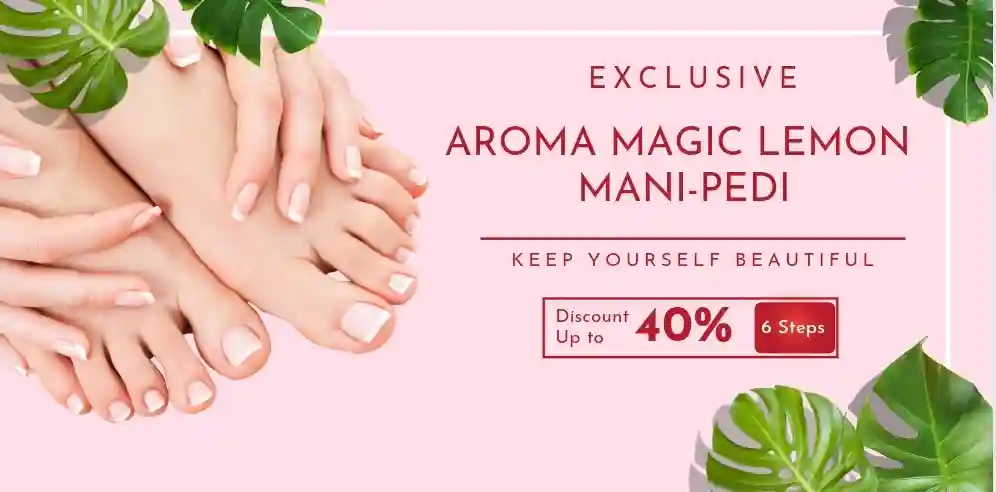 EXCLUSIVE
AROMA MAGIC LEMON
MANI-PEDI
KEEP YOURSELF BEAUTIFUL
Discount
Up to
40%
6 Steps